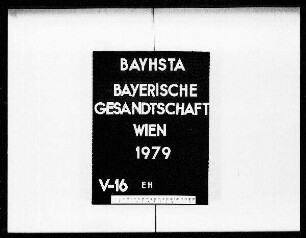 BAYHSTA
BAYERISCHE
GESANDTSCHAFT
WIEN
1979
V-16 EH